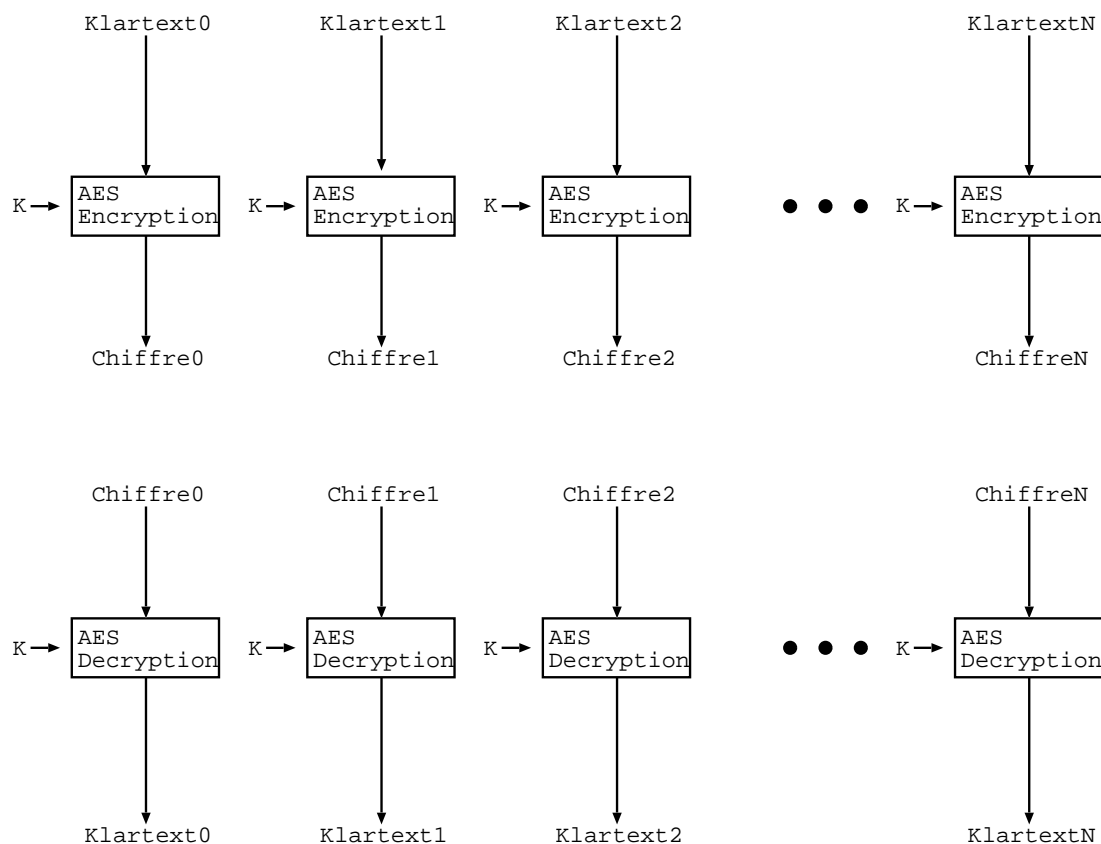 Klartext0 Klartext1 Klartext2 KlartextN
K AES K AES K AES K AES
Encryption Encryption Encryption Encryption
Chiffre0 Chiffre1 Chiffre2 ChiffreN
Chiffre0 Chiffre1 Chiffre2 ChiffreN
K AES K AES K AES K AES
Decryption Decryption Decryption Decryption
Klartext0 Klartext1 Klartext2 KlartextN